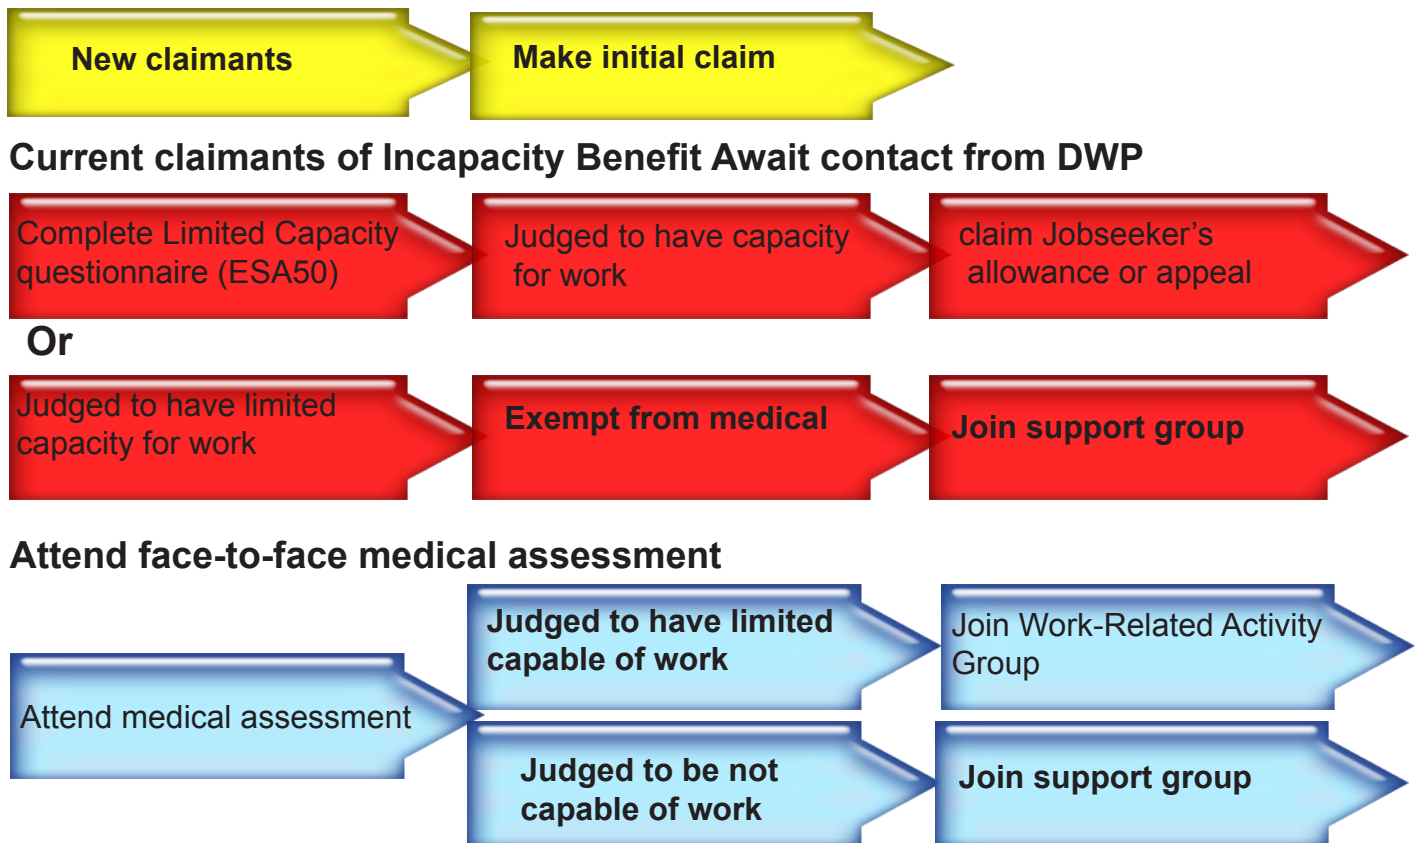 New claimants
Make initial claim
Current claimants of Incapacity Benefit Await contact from DWP
Complete Limited Capacity
questionnaire (ESA50)
Judged to have capacity
for work
claim Jobseeker’s
allowance or appeal
Or
Judged to have limited
capacity for work
Exempt from medical
Join support group
Attend face-to-face medical assessment
Attend medical assessment
Judged to have limited
capable of work
Join Work-Related Activity
Group
Judged to be not
capable of work
Join support group